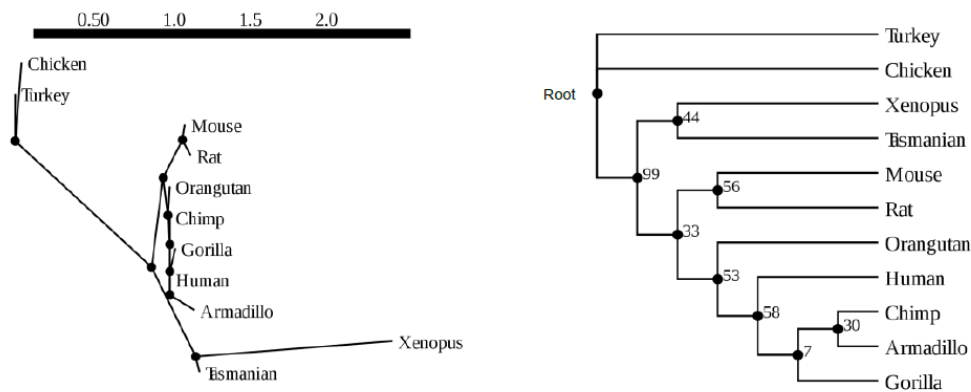 0.50 1.0 1.5 2.0
Chicken
Turkey
Mouse
Rat
Orangutan
Chimp
Gorilla
Human
Armadillo
Xenopus
Tasmanian
Root
Turkey
Chicken
Xenopus
44
Tasmanian
99
Mouse
56
Rat
33
Orangutan
53
Human
58
Chimp
30
Armadillo
7
Gorilla